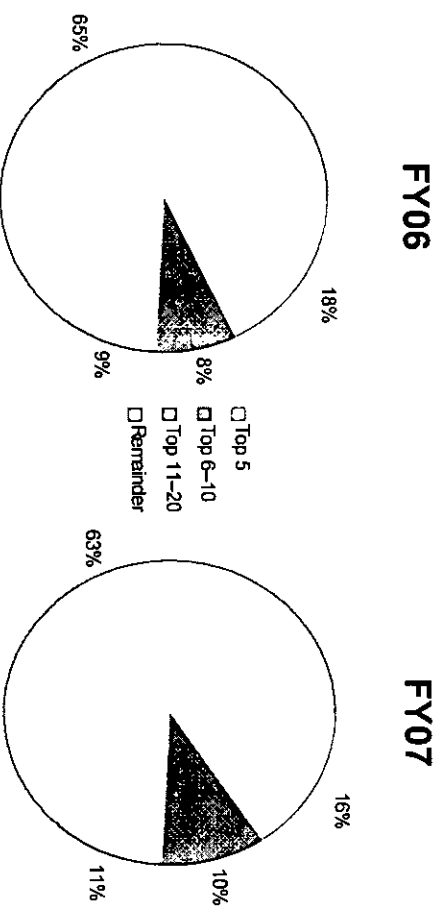 FY06
18%
8%
9%
65%
Top 5
Top 6–10
Top 11–20
Remainder
FY07
16%
10%
11%
63%